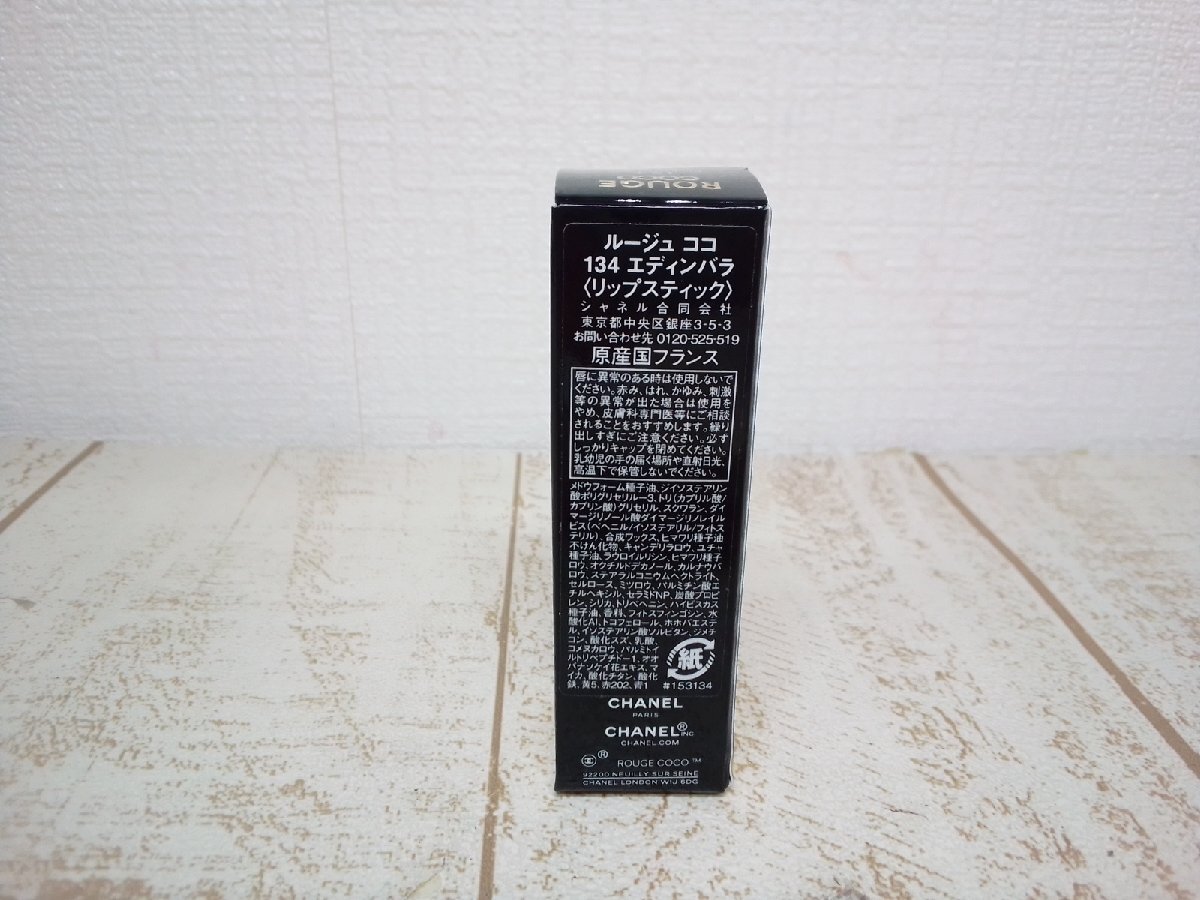 ROUGE
ルージュ ココ
134 エディンバラ
〈リップスティック〉
シャネル合同会社
東京都中央区銀座3-5-3
お問い合わせ先 0120-525-519
原産国フランス
唇に異常のある時は使用しないで
ください。赤み、はれ、かゆみ、刺激
等の異常が出た場合は使用を
やめ、皮膚科専門医等にご相談
されることをおすすめします。繰り
出しすぎにご注意ください。必ず
しっかりキャップを閉めてください。
乳幼児の手の届く場所や直射日光、
高温下で保管しないでください。
メドウフォーム種子油、ジイソステアリン
酸ポリグリセリル-3、トリ(カプリル酸/
カプリン酸)グリセリル、スクワラン、ダイ
マージリノール酸ダイマージリノレイル
ビス(ベヘニル/イソステアリル/フィトス
テリル)、合成ワックス、ヒマワリ種子油
不けん化物、キャンデリラロウ、ユチャ
種子油、ラウロイルリシン、ヒマワリ種子
ロウ、オクチルドデカノール、カルナウバ
ロウ、ステアラルコニウムヘクトライト、
セルロース、ミツロウ、パルミチン酸エ
チルヘキシル、セラミドNP、炭酸プロピ
レン、シリカ、トリベヘニン、ハイビスカス
種子油、香料、フィトスフィンゴシン、水
酸化Al、トコフェロール、ホホバエステ
ル、イソステアリン酸ソルビタン、ジメチ
コン、酸化スズ、乳酸、
コメヌカロウ、パルミトイ
ルトリペプチド-1、オオ
バナソケイ花エキス、マ
イカ、酸化チタン、酸化
鉄、黄5、赤202、青1
紙
#153134
CHANEL
PARIS
CHANEL® INC
CHANEL.COM
® ROUGE COCO™
92200 NEUILLY SUR SEINE
CHANEL LONDON W1J 6DG